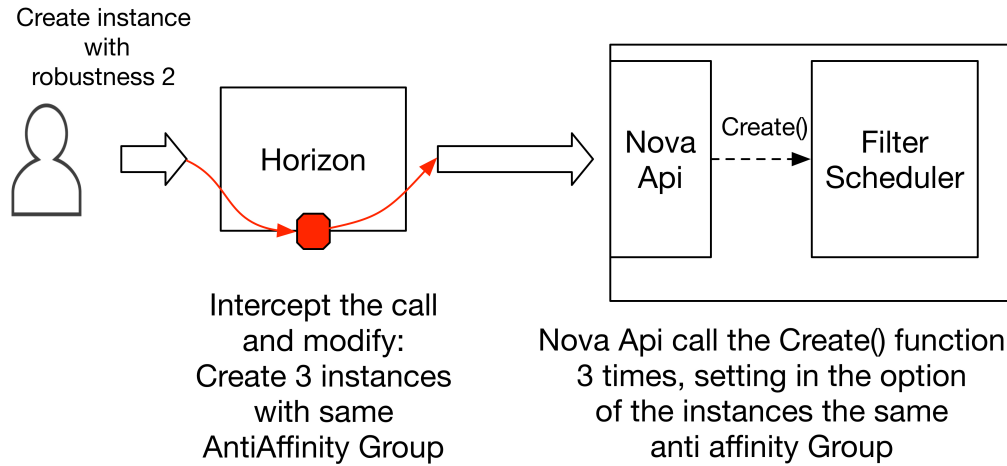 Create instance
with
robustness 2
Horizon
Nova
Api
Create()
Filter
Scheduler
Intercept the call
and modify:
Create 3 instances
with same
AntiAffinity Group
Nova Api call the Create() function
3 times, setting in the option
of the instances the same
anti affinity Group